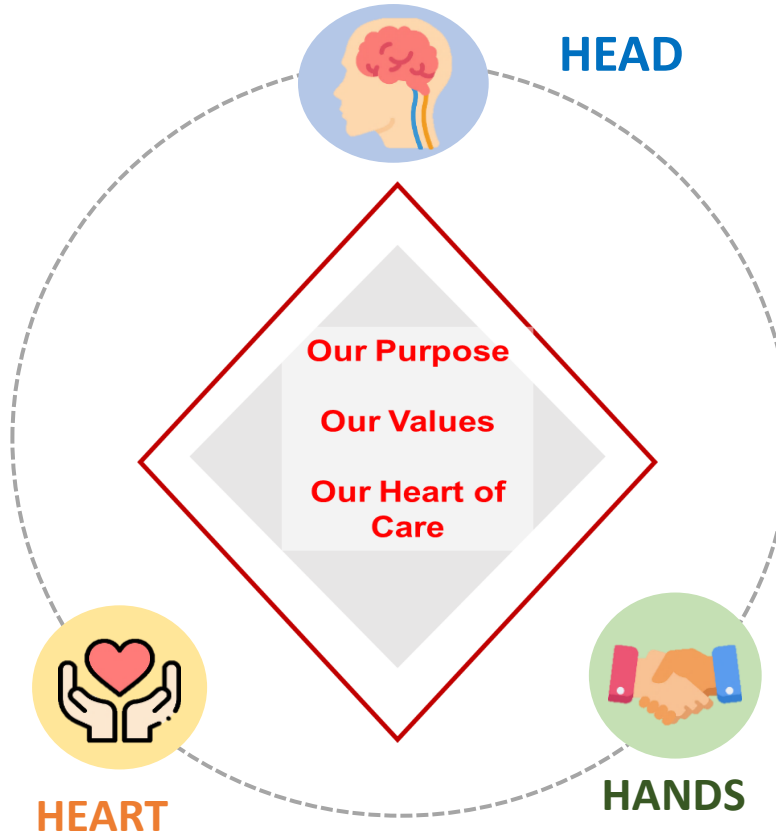 HEAD
Our Purpose
Our Values
Our Heart of
Care
HANDS
HEART